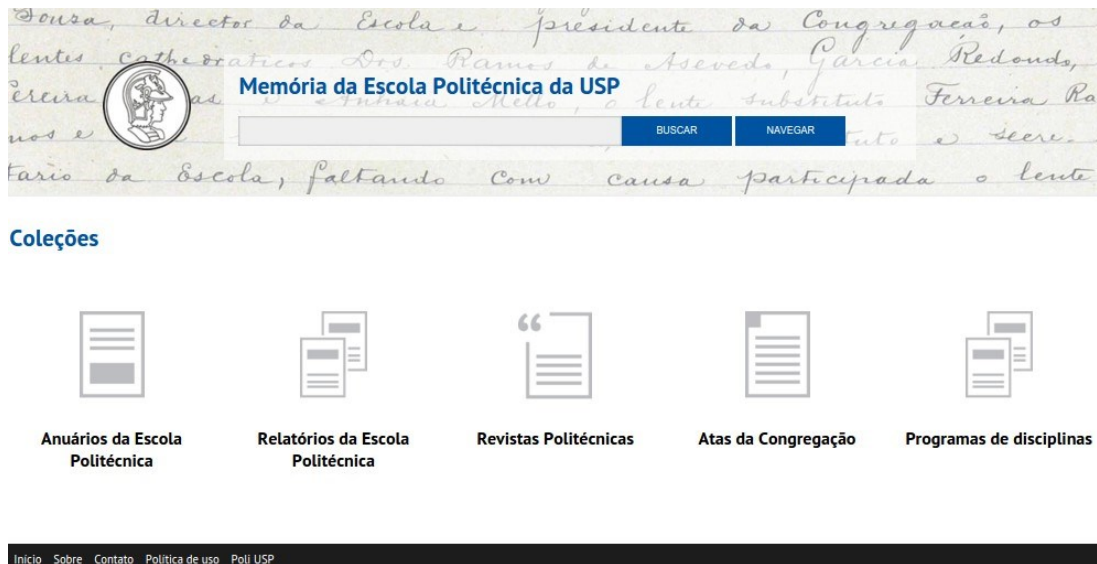 Souza, director da Escola e presidente da Congregação, os
lentes cathedraticos Drs. Ramos de Azevedo, Garcia Redondo,
Pereira
e Anhaia Mello, o lente substituto Ferreira Ra
mos e
tuto e secre-
tario da Escola, faltando com causa participada o lente
Memória da Escola Politécnica da USP
BUSCAR
NAVEGAR
Coleções
Anuários da Escola
Politécnica
Relatórios da Escola
Politécnica
Revistas Politécnicas
Atas da Congregação
Programas de disciplinas
Início Sobre Contato Política de uso Poli USP